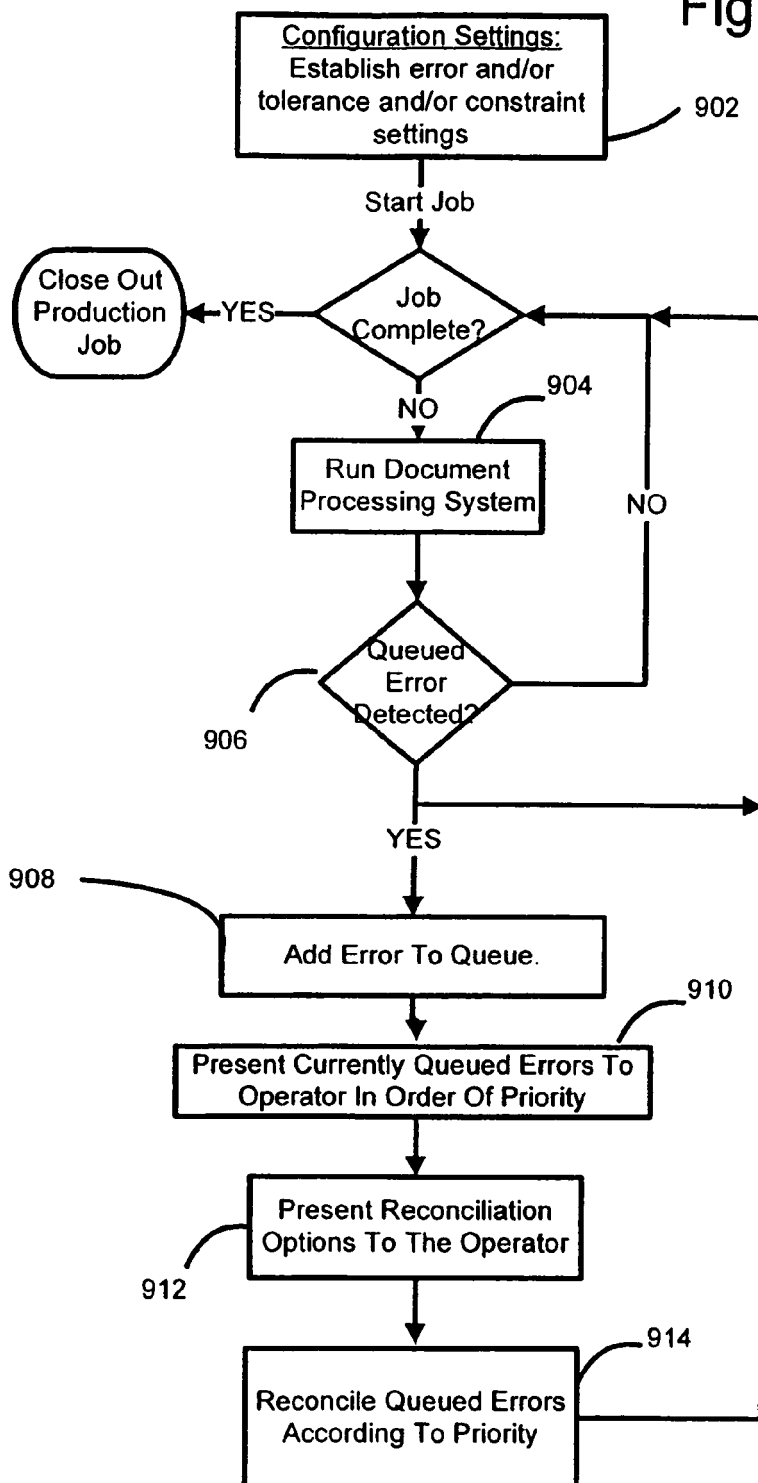 Fig
Configuration Settings:
Establish error and/or
tolerance and/or constraint
settings
902
Start Job
Close Out
Production
Job
YES
Job
Complete?
NO
904
Run Document
Processing System
NO
Queued
Error
Detected?
906
YES
908
Add Error To Queue.
910
Present Currently Queued Errors To
Operator In Order Of Priority
Present Reconciliation
Options To The Operator
912
914
Reconcile Queued Errors
According To Priority